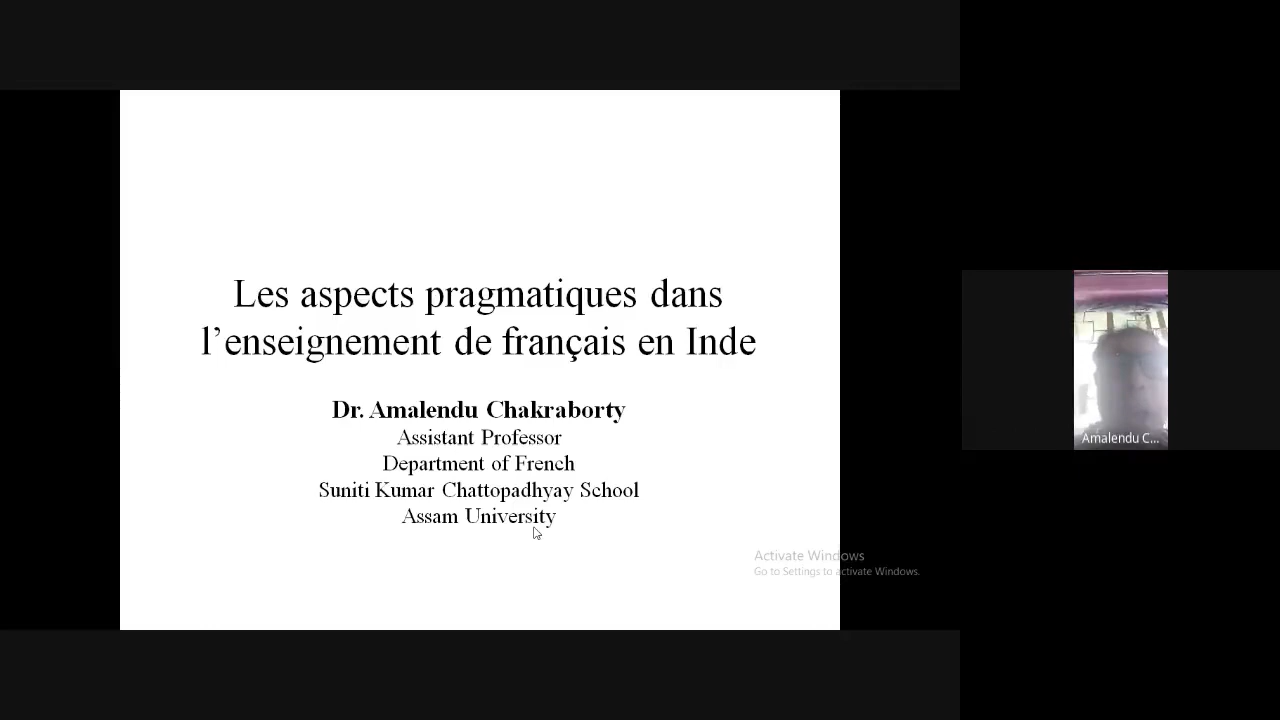 Les aspects pragmatiques dans
l’enseignement de français en Inde
Dr. Amalendu Chakraborty
Assistant Professor
Department of French
Suniti Kumar Chattopadhyay School
Assam University
Activate Windows
Go to Settings to activate Windows.
Amalendu C...